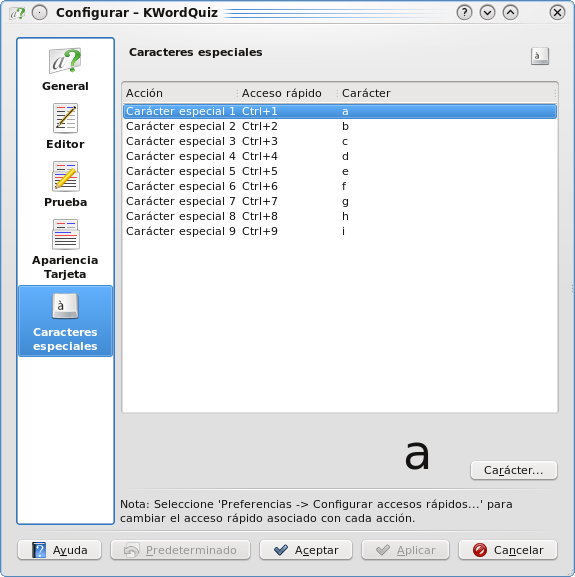 Configurar – KWordQuiz
General
Editor
Prueba
Apariencia
Tarjeta
à
Caracteres
especiales
Caracteres especiales
à
Acción Acceso rápido Carácter
Carácter especial 1 Ctrl+1 a
Carácter especial 2 Ctrl+2 b
Carácter especial 3 Ctrl+3 c
Carácter especial 4 Ctrl+4 d
Carácter especial 5 Ctrl+5 e
Carácter especial 6 Ctrl+6 f
Carácter especial 7 Ctrl+7 g
Carácter especial 8 Ctrl+8 h
Carácter especial 9 Ctrl+9 i
a
Carácter...
Nota: Seleccione 'Preferencias -> Configurar accesos rápidos...' para
cambiar el acceso rápido asociado con cada acción.
Ayuda Predeterminado Aceptar Aplicar Cancelar